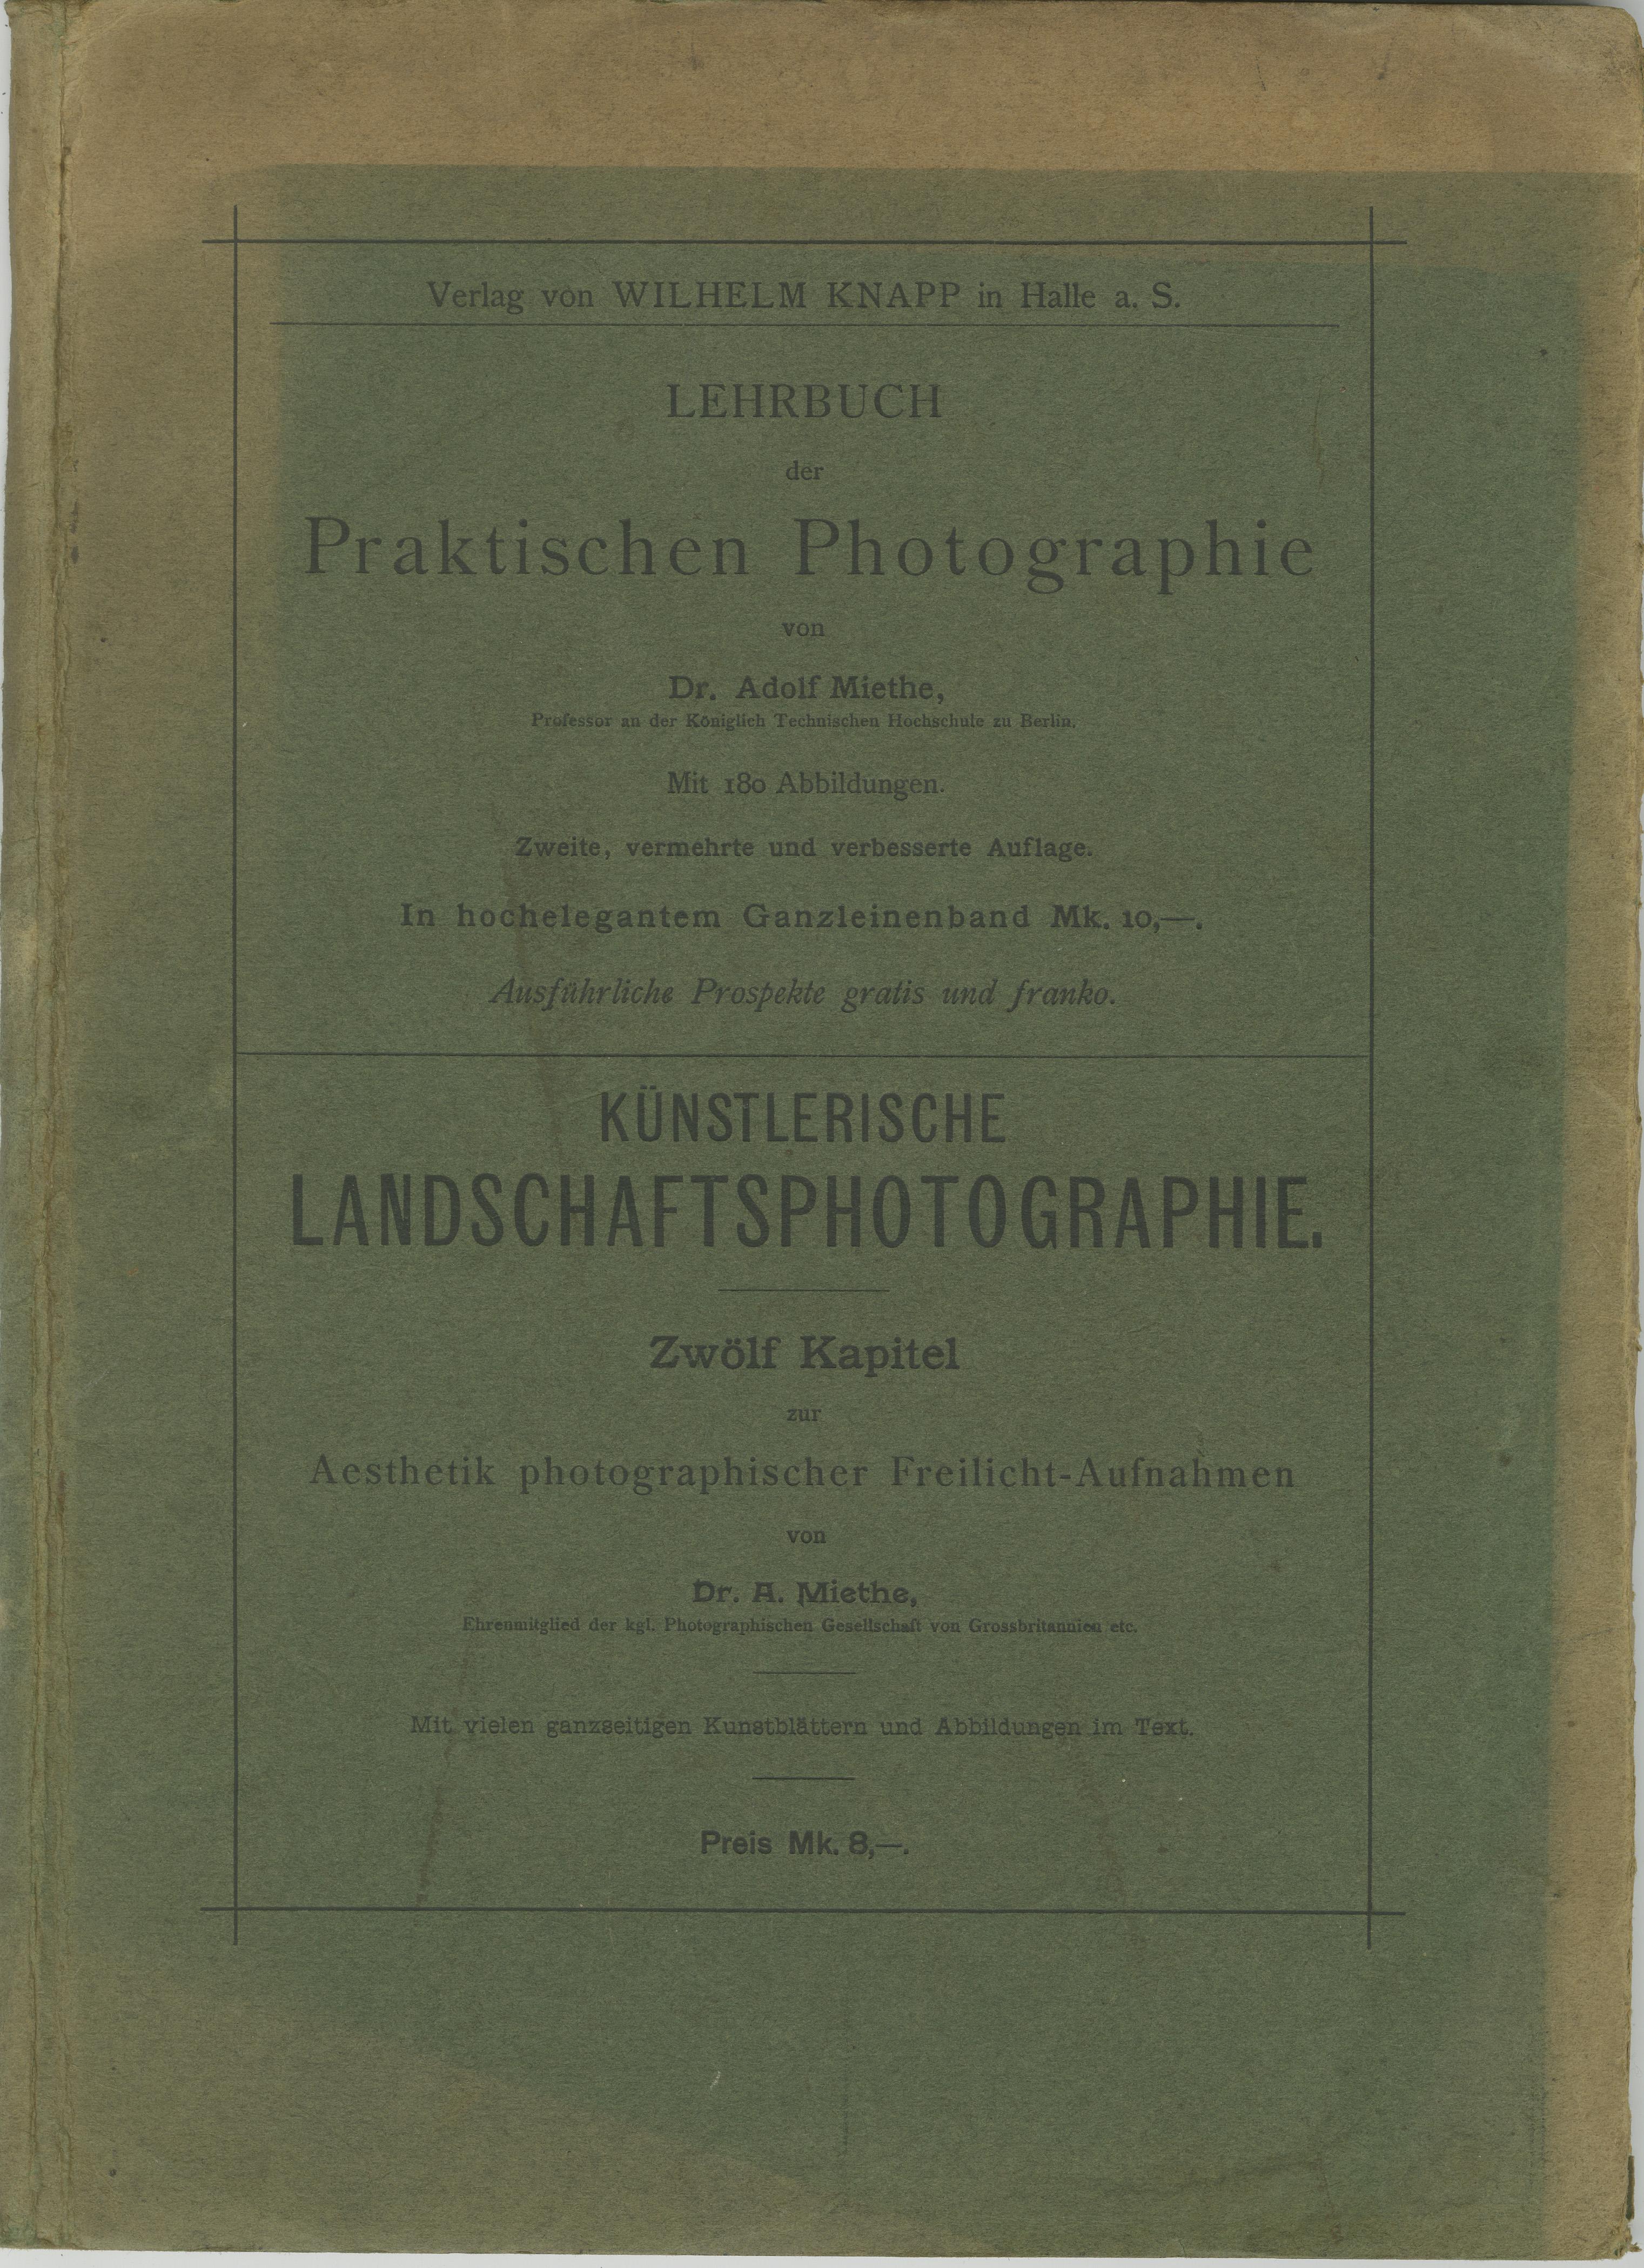 Verlag von WILHELM KNAPP in Halle a. S.
LEHRBUCH
der
Praktischen Photographie
von
Dr. Adolf Miethe,
Professor an der Königlich Technischen Hochschule zu Berlin.
Mit 180 Abbildungen.
Zweite, vermehrte und verbesserte Auflage.
In hochelegantem Ganzleinenband Mk. 10,—.
Ausführliche Prospekte gratis und franko.
KÜNSTLERISCHE
LANDSCHAFTSPHOTOGRAPHIE.
Zwölf Kapitel
zur
Aesthetik photographischer Freilicht-Aufnahmen
von
Dr. A. Miethe,
Ehrenmitglied der kgl. Photographischen Gesellschaft von Grossbritannien etc.
Mit vielen ganzseitigen Kunstblättern und Abbildungen im Text.
Preis Mk. 8,—.